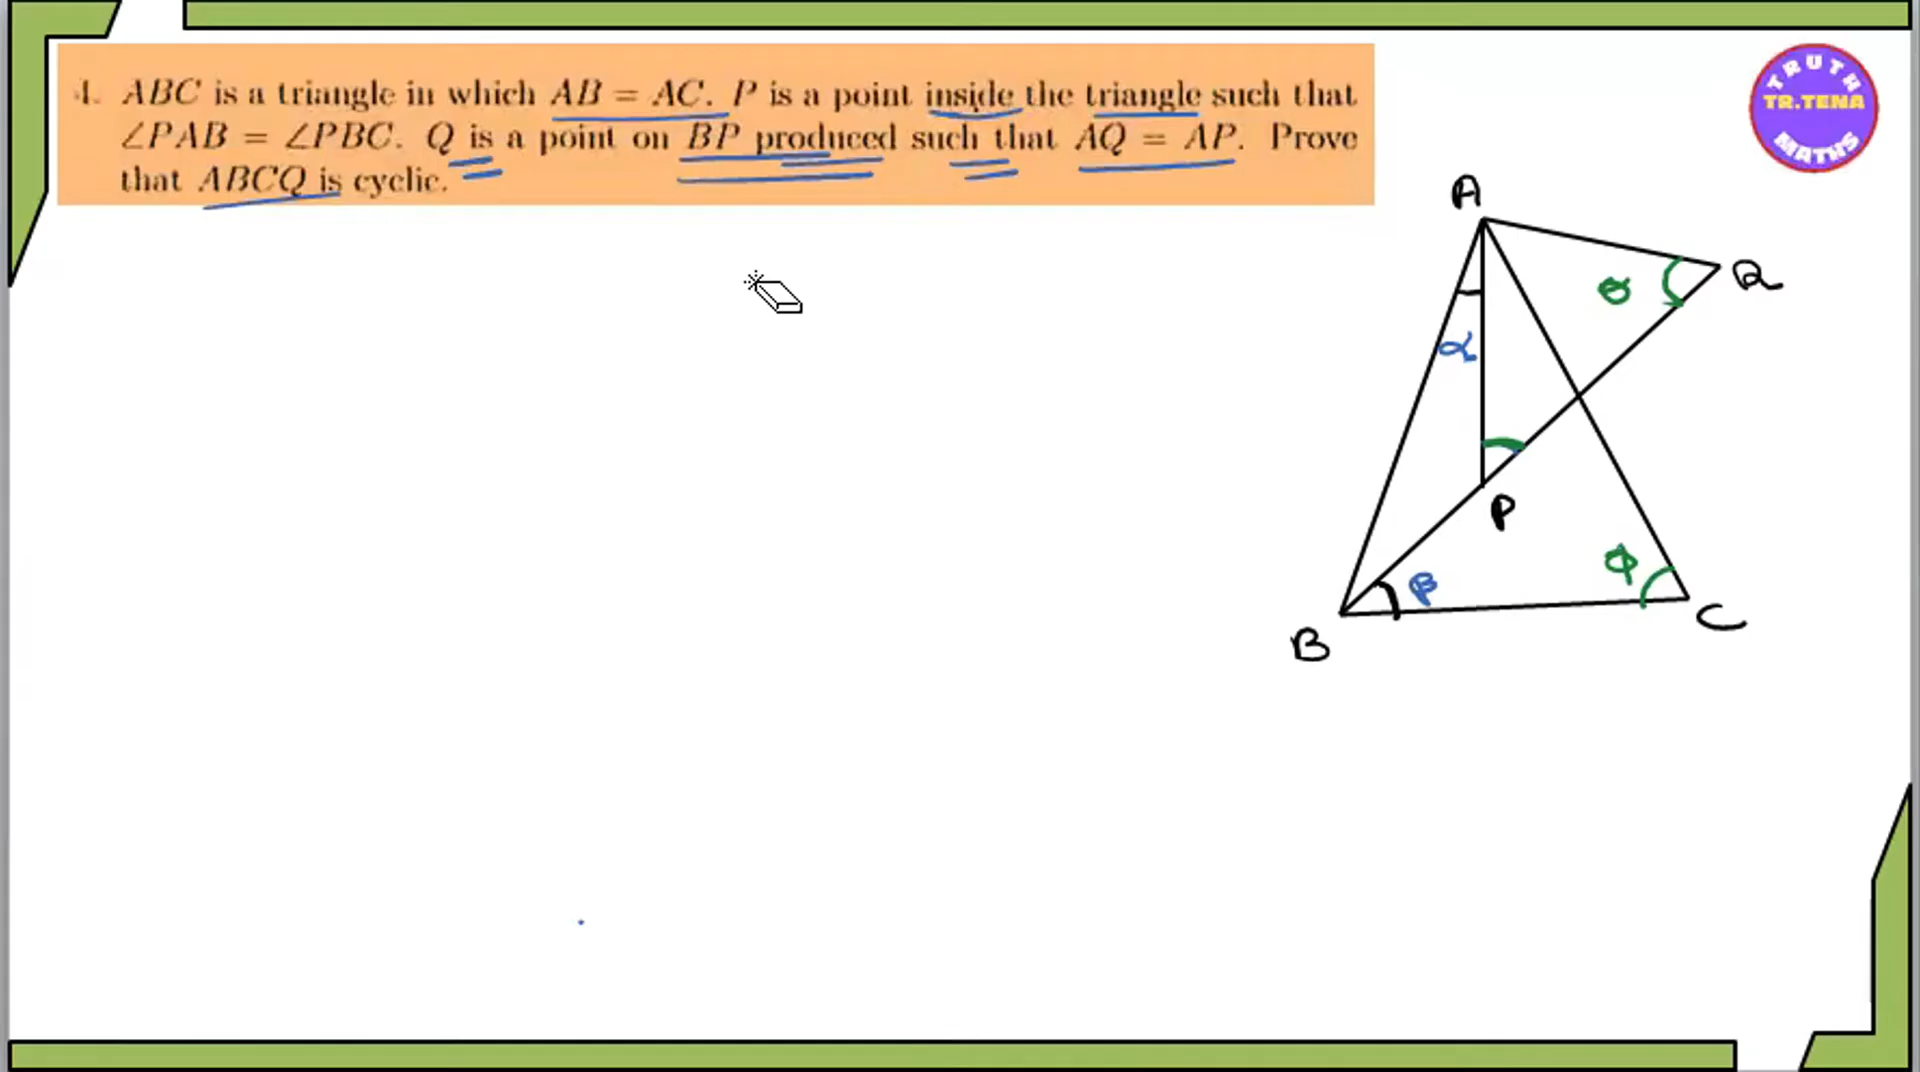 4. ABC is a triangle in which AB = AC. P is a point inside the triangle such that
∠PAB = ∠PBC. Q is a point on BP produced such that AQ = AP. Prove
that ABCQ is cyclic.
TRUTH
TR.TENA
MATHS
A
Q
θ
α
P
φ
β
B
C